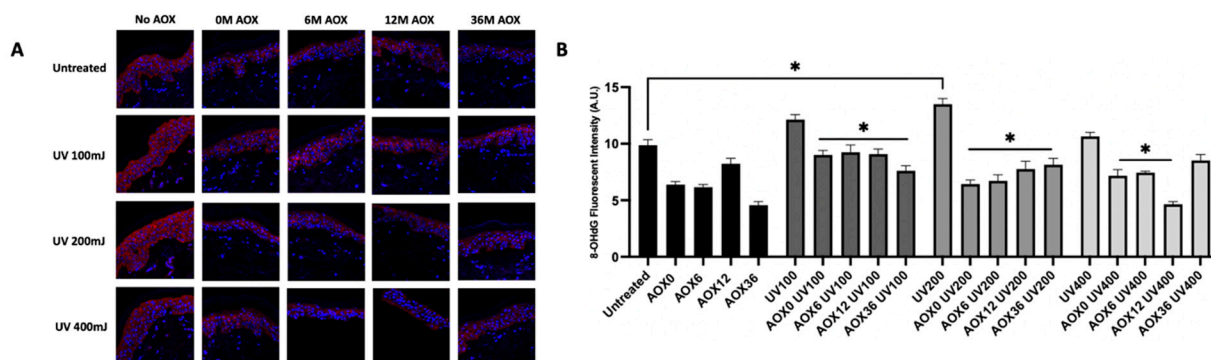 A
No AOX 0M AOX 6M AOX 12M AOX 36M AOX
Untreated
UV 100mJ
UV 200mJ
UV 400mJ
B
8-OHdG Fluorescent Intensity (A.U.)
15
10
5
0
*
*
*
*
Untreated
AOX0
AOX6
AOX12
AOX36
UV100
AOX0 UV100
AOX6 UV100
AOX12 UV100
AOX36 UV100
UV200
AOX0 UV200
AOX6 UV200
AOX12 UV200
AOX36 UV200
UV400
AOX0 UV400
AOX6 UV400
AOX12 UV400
AOX36 UV400